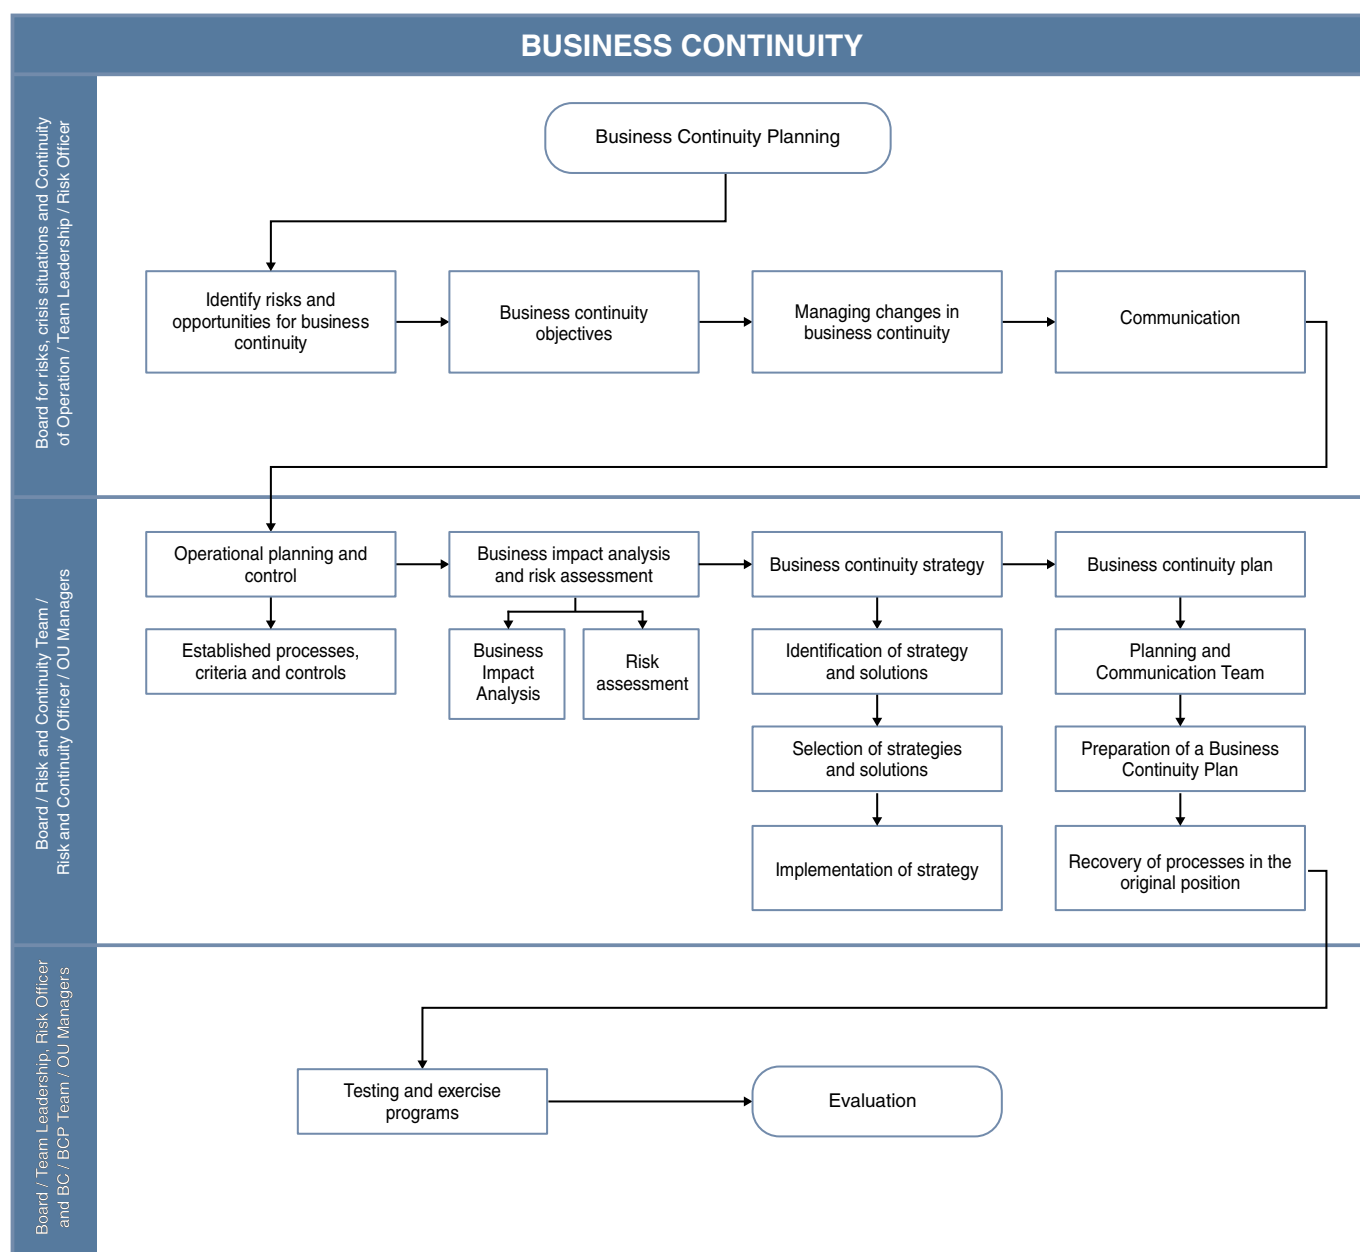 BUSINESS CONTINUITY
Board for risks, crisis situations and Continuity
of Operation / Team Leadership / Risk Officer
Business Continuity Planning
Identify risks and
opportunities for business
continuity
Business continuity
objectives
Managing changes in
business continuity
Communication
Board / Risk and Continuity Team /
Risk and Continuity Officer / OU Managers
Operational planning and
control
Business impact analysis
and risk assessment
Business continuity strategy
Business continuity plan
Established processes,
criteria and controls
Business
Impact
Analysis
Risk
assessment
Identification of strategy
and solutions
Planning and
Communication Team
Selection of strategies
and solutions
Preparation of a Business
Continuity Plan
Implementation of strategy
Recovery of processes in the
original position
Board / Team Leadership, Risk Officer
and BC / BCP Team / OU Managers
Testing and exercise
programs
Evaluation